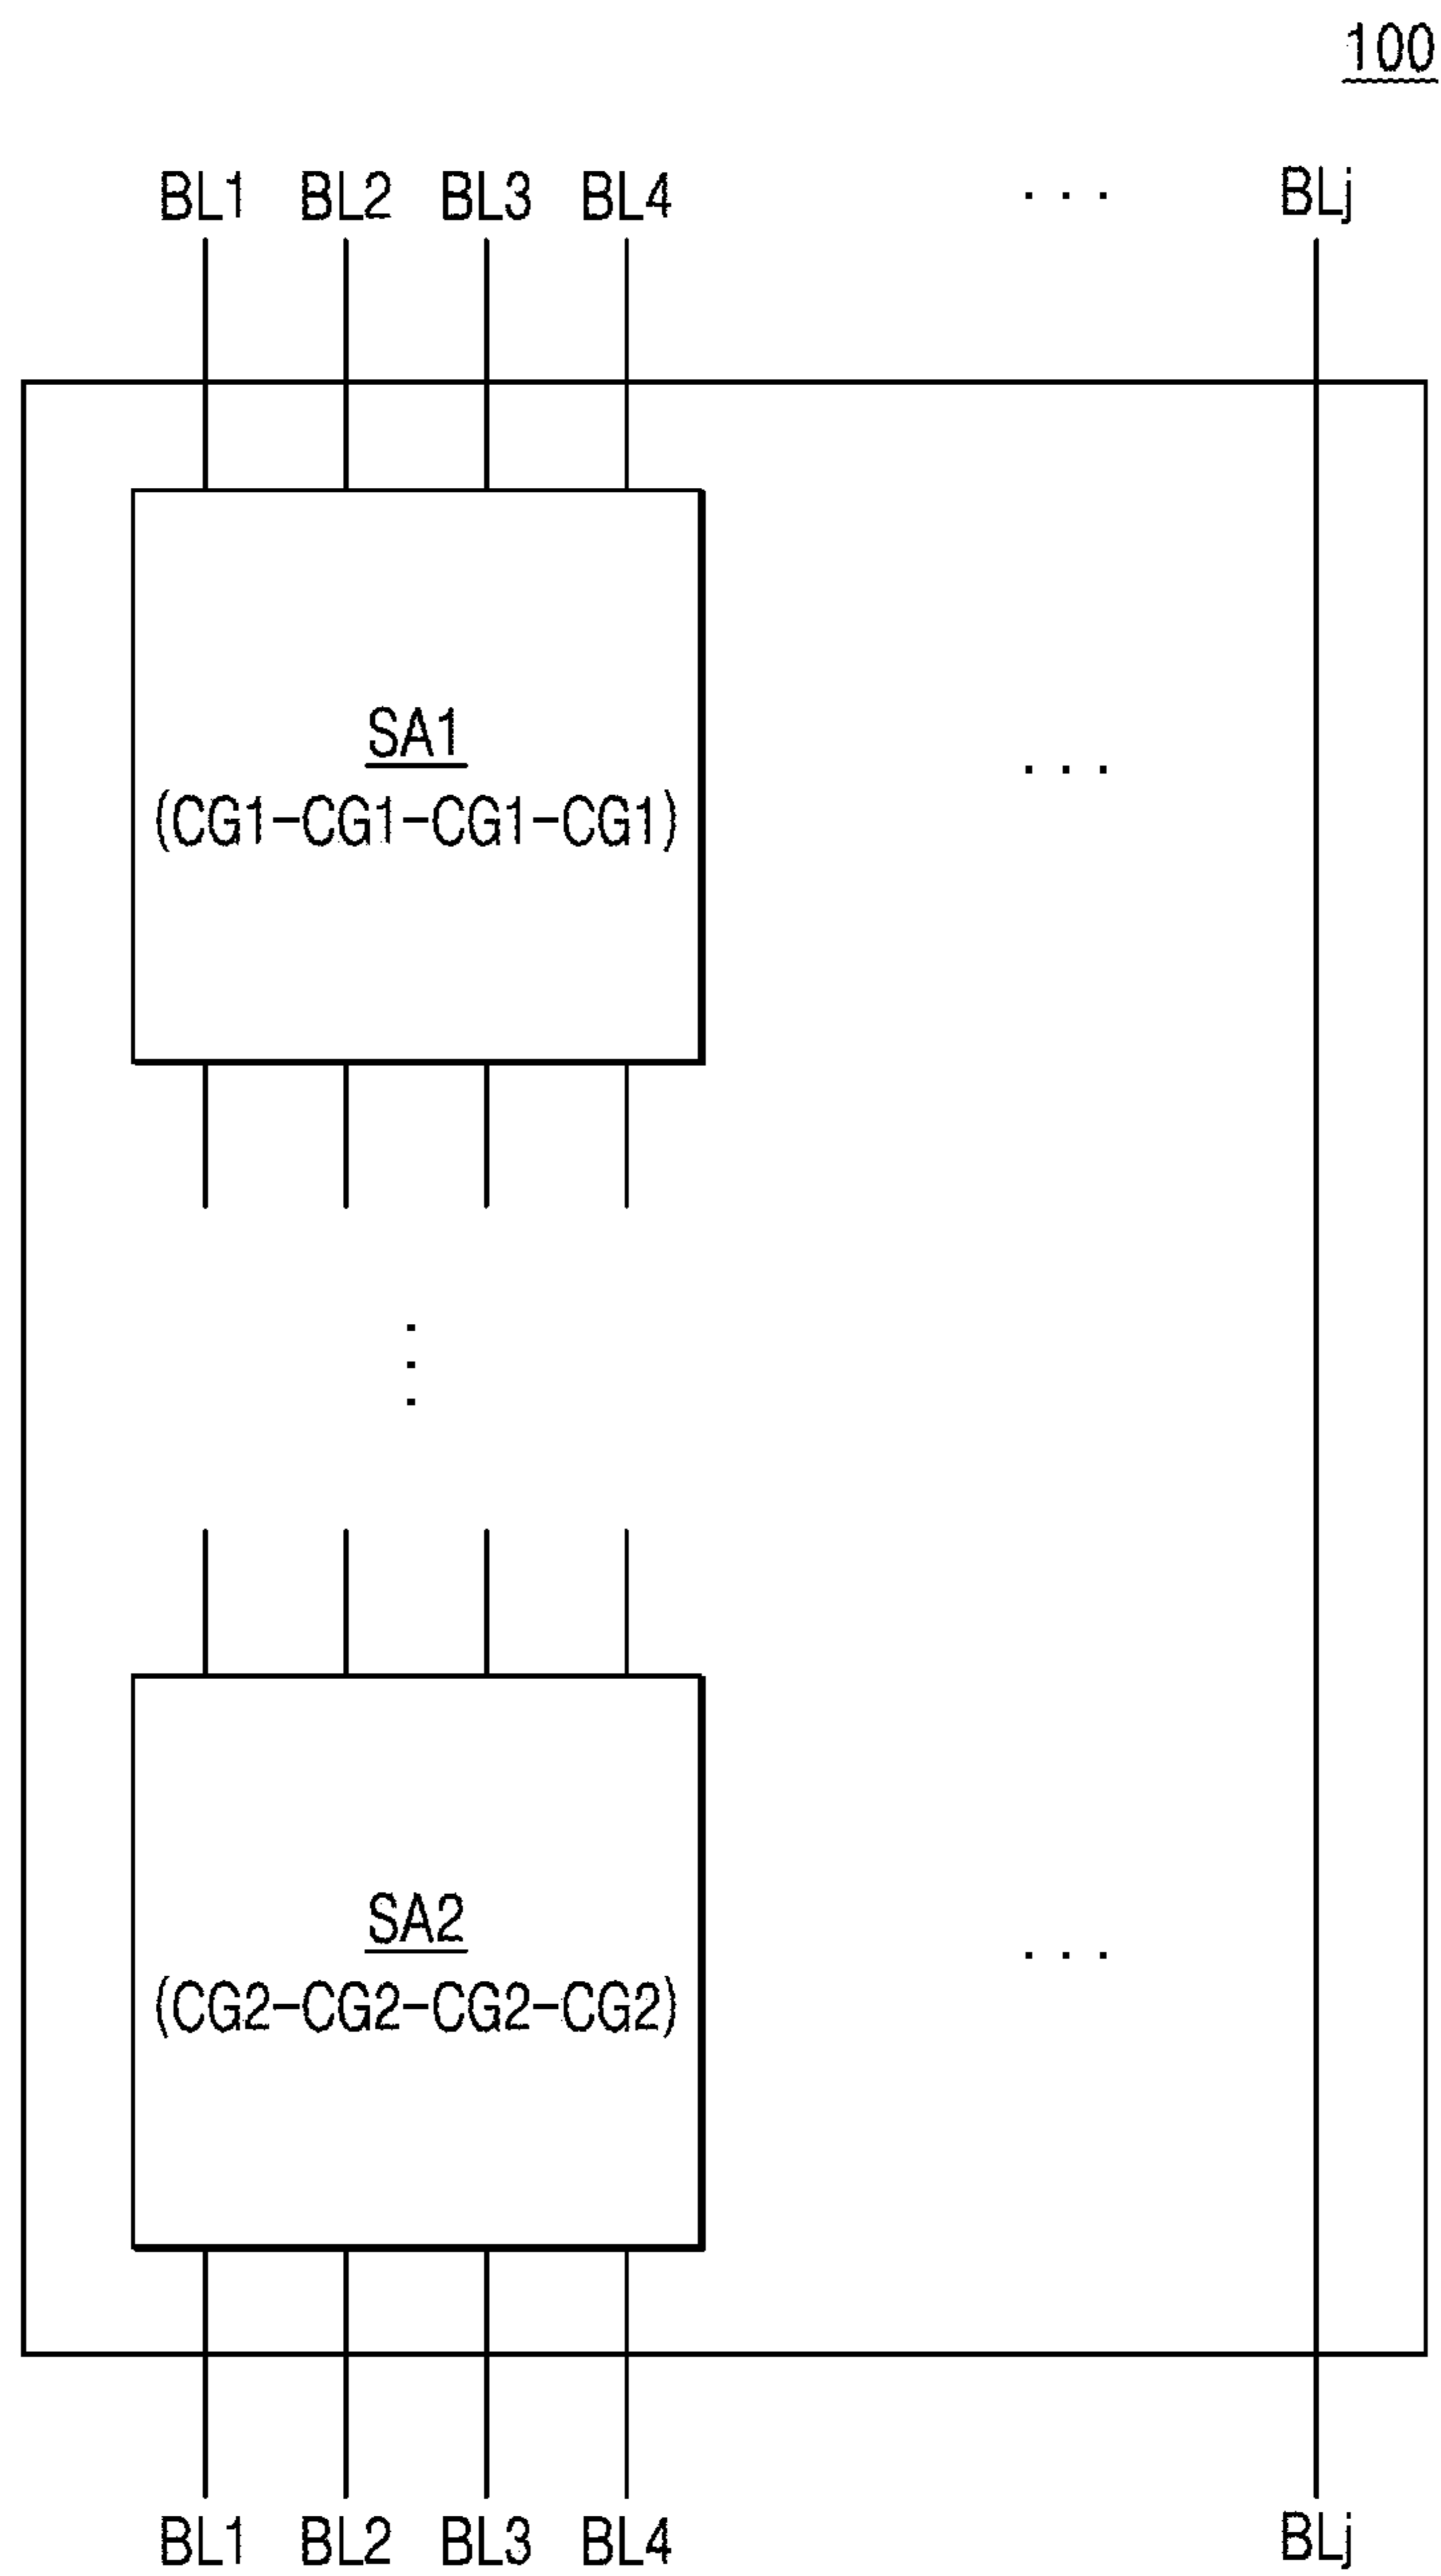 100
BL1 BL2 BL3 BL4 ... BLj
SA1
(CG1-CG1-CG1-CG1)
...
SA2
(CG2-CG2-CG2-CG2)
...
BL1 BL2 BL3 BL4 BLj